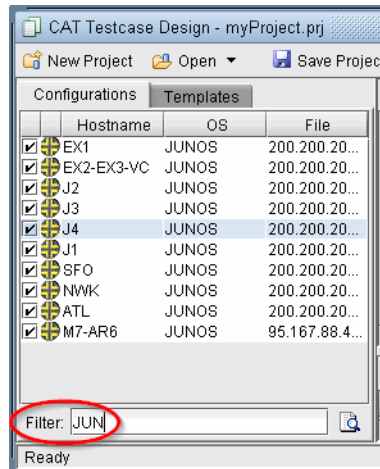 CAT Testcase Design - myProject.prj
New Project Open Save Projec
Configurations Templates
Hostname OS File
EX1 JUNOS 200.200.20...
EX2-EX3-VC JUNOS 200.200.20...
J2 JUNOS 200.200.20...
J3 JUNOS 200.200.20...
J4 JUNOS 200.200.20...
J1 JUNOS 200.200.20...
SFO JUNOS 200.200.20...
NWK JUNOS 200.200.20...
ATL JUNOS 200.200.20...
M7-AR6 JUNOS 95.167.88.4...
Filter: JUN
Ready